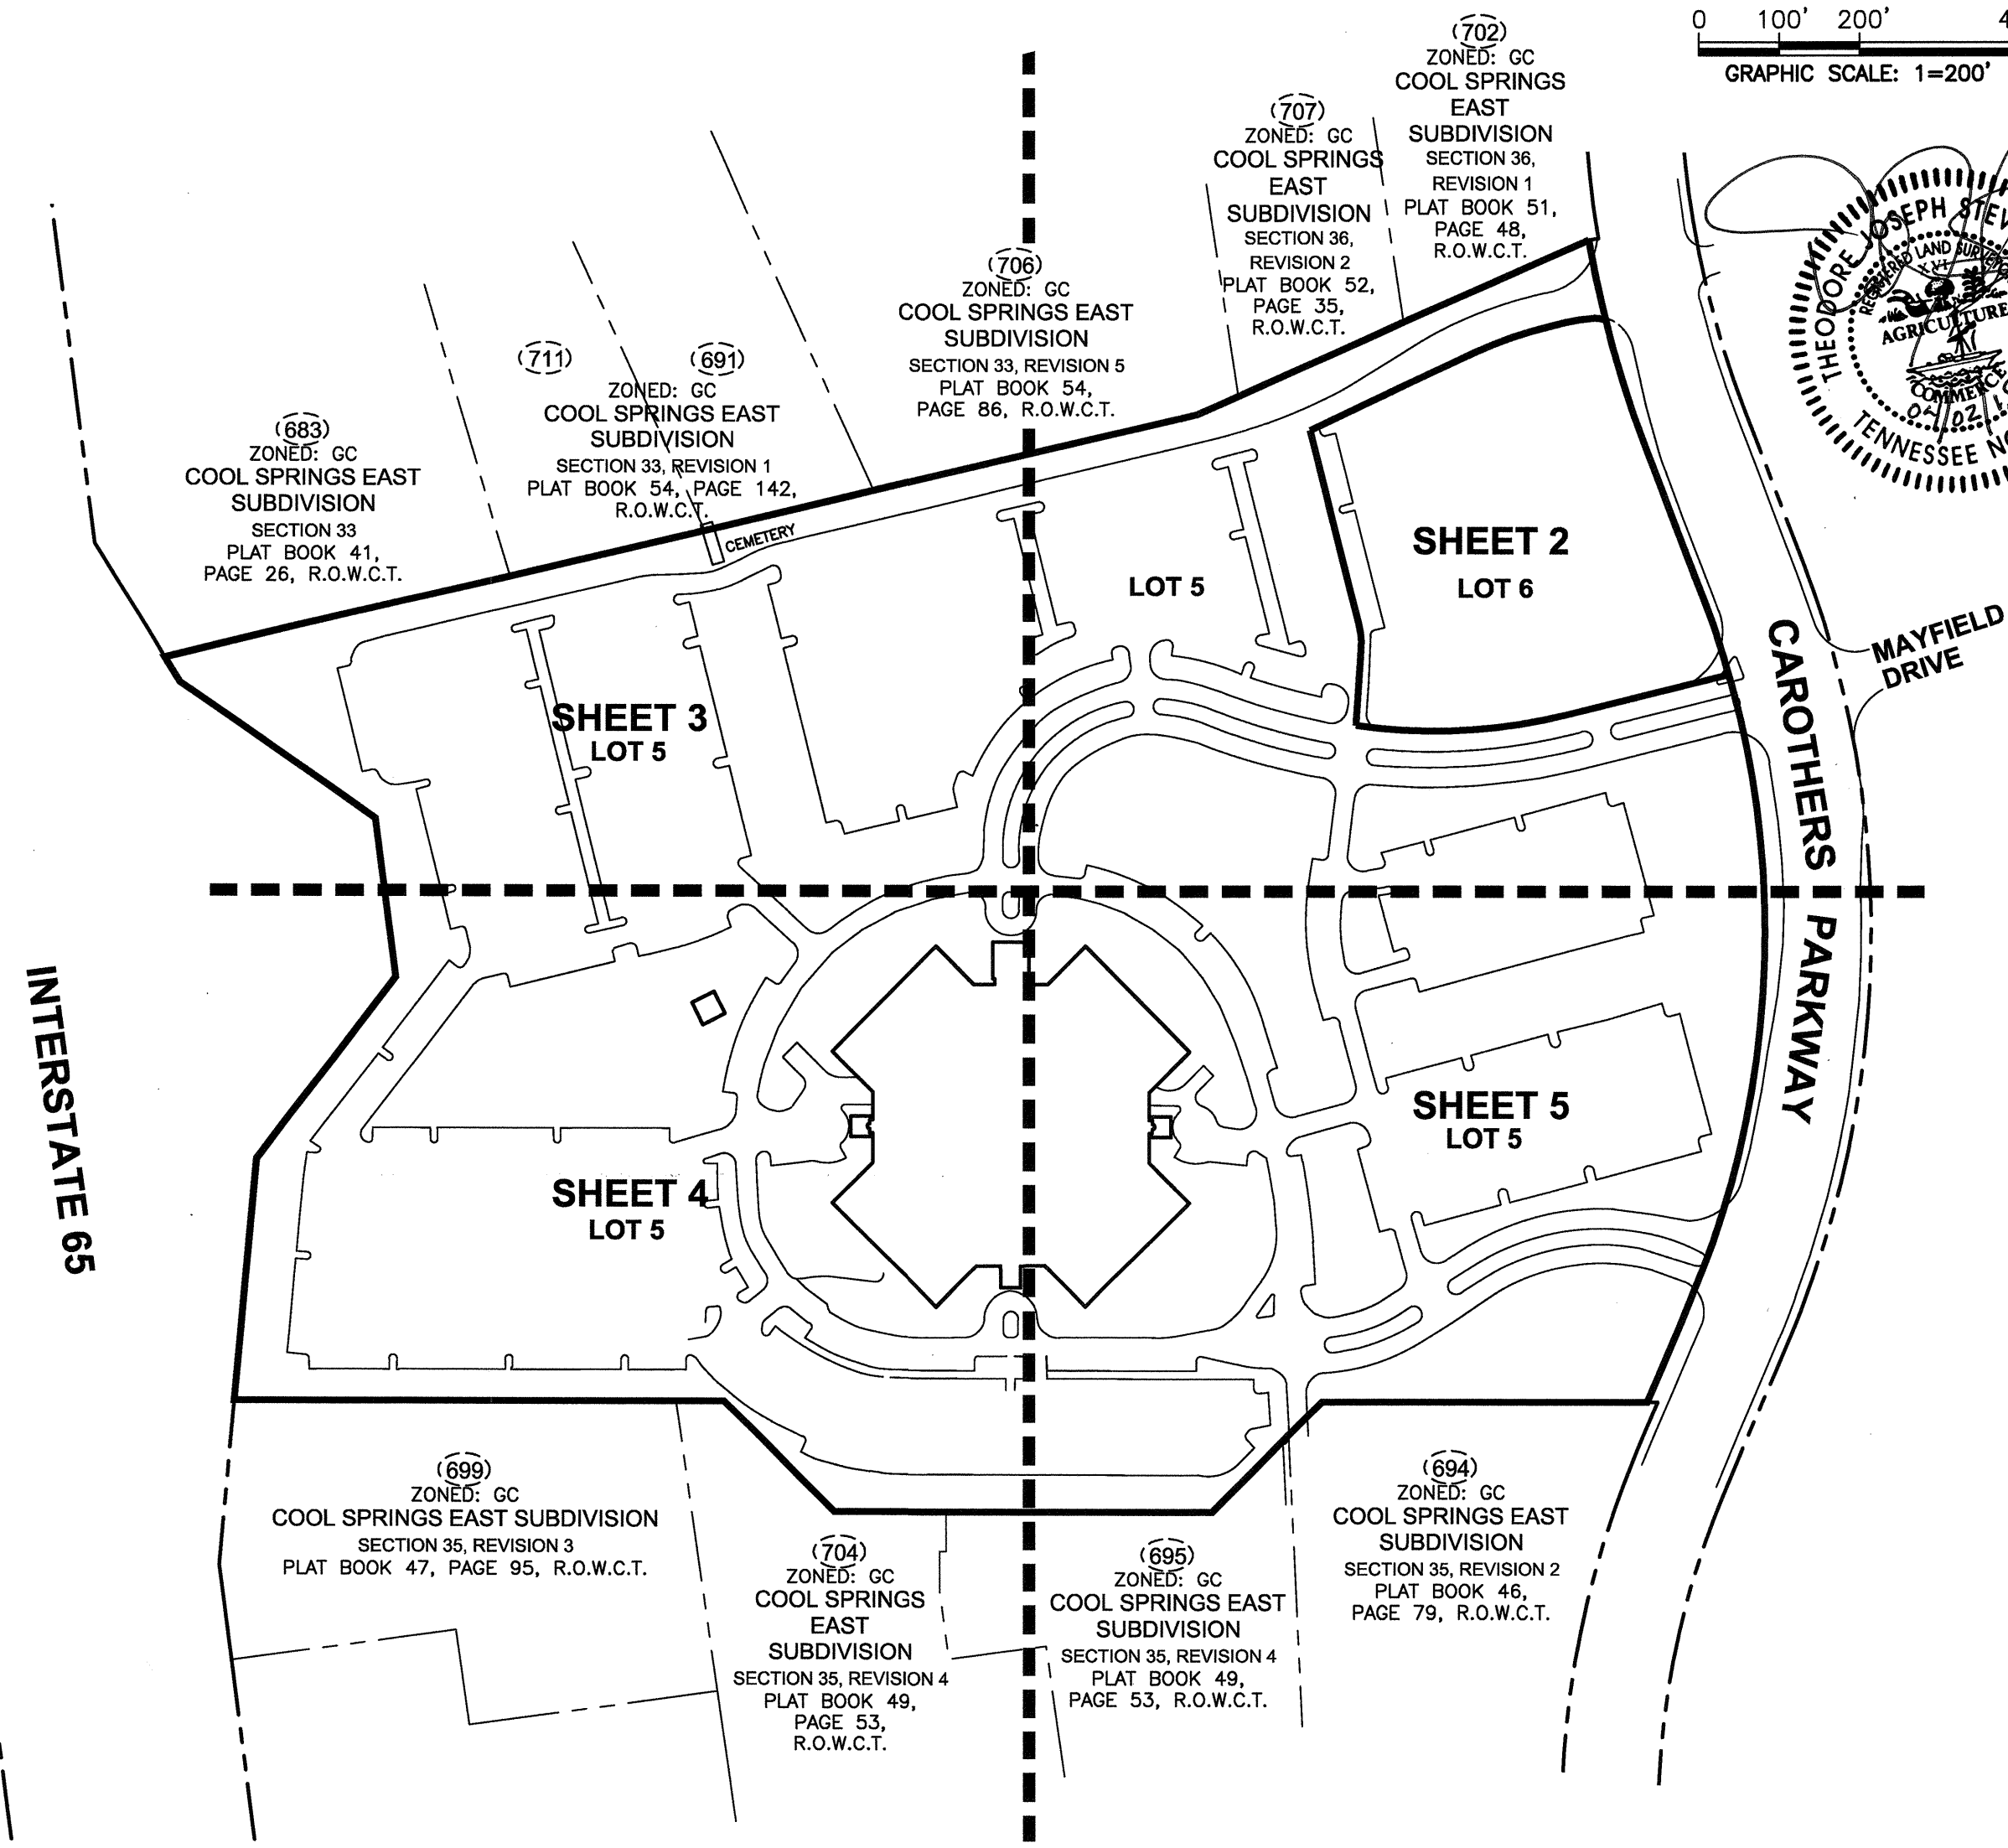 0 100' 200'
GRAPHIC SCALE: 1=200'
(702)
ZONED: GC
COOL SPRINGS
EAST
SUBDIVISION
SECTION 36,
REVISION 1
PLAT BOOK 51,
PAGE 48,
R.O.W.C.T.
(707)
ZONED: GC
COOL SPRINGS
EAST
SUBDIVISION
SECTION 36,
REVISION 2
PLAT BOOK 52,
PAGE 35,
R.O.W.C.T.
(706)
ZONED: GC
COOL SPRINGS EAST
SUBDIVISION
SECTION 33, REVISION 5
PLAT BOOK 54,
PAGE 86, R.O.W.C.T.
(711) (691)
ZONED: GC
COOL SPRINGS EAST
SUBDIVISION
SECTION 33, REVISION 1
PLAT BOOK 54, PAGE 142,
R.O.W.C.T.
(683)
ZONED: GC
COOL SPRINGS EAST
SUBDIVISION
SECTION 33
PLAT BOOK 41,
PAGE 26, R.O.W.C.T.
CEMETERY
THEODORE JOSEPH
REGISTERED LAND
XVI
AGRICULTURE
COMMERCE
TENNESSEE
SHEET 2
LOT 6
LOT 5
SHEET 3
LOT 5
MAYFIELD
DRIVE
CAROTHERS PARKWAY
INTERSTATE 65
SHEET 5
LOT 5
SHEET 4
LOT 5
(699)
ZONED: GC
COOL SPRINGS EAST SUBDIVISION
SECTION 35, REVISION 3
PLAT BOOK 47, PAGE 95, R.O.W.C.T.
(704)
ZONED: GC
COOL SPRINGS
EAST
SUBDIVISION
SECTION 35, REVISION 4
PLAT BOOK 49,
PAGE 53,
R.O.W.C.T.
(695)
ZONED: GC
COOL SPRINGS EAST
SUBDIVISION
SECTION 35, REVISION 4
PLAT BOOK 49,
PAGE 53, R.O.W.C.T.
(694)
ZONED: GC
COOL SPRINGS EAST
SUBDIVISION
SECTION 35, REVISION 2
PLAT BOOK 46,
PAGE 79, R.O.W.C.T.